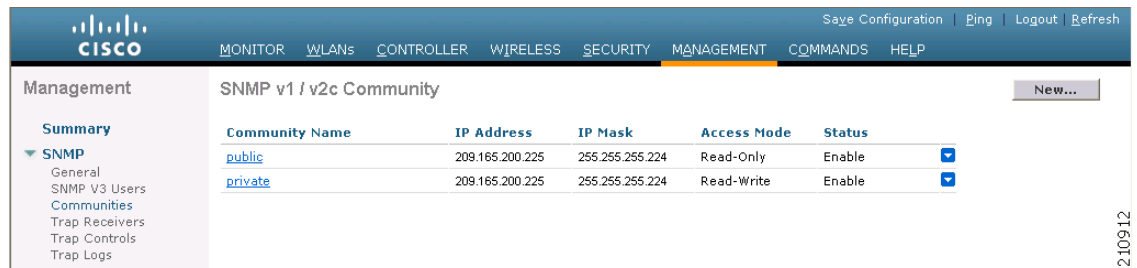 Save Configuration | Ping | Logout | Refresh
CISCO
MONITOR WLANs CONTROLLER WIRELESS SECURITY MANAGEMENT COMMANDS HELP
Management
Summary
SNMP
General
SNMP V3 Users
Communities
Trap Receivers
Trap Controls
Trap Logs
SNMP v1 / v2c Community
New...
Community Name IP Address IP Mask Access Mode Status
public 209.165.200.225 255.255.255.224 Read-Only Enable
private 209.165.200.225 255.255.255.224 Read-Write Enable
210912